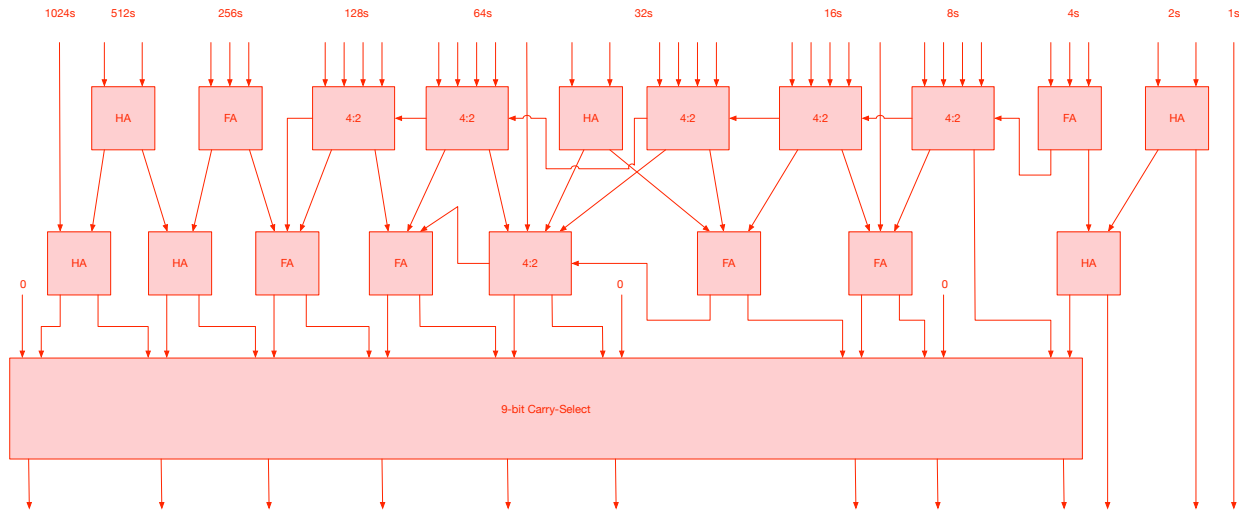 1024s 512s 256s 128s 64s 32s 16s 8s 4s 2s 1s
HA FA 4:2 4:2 HA 4:2 4:2 4:2 FA HA
HA HA FA FA 4:2 FA FA HA
0 0 0
9-bit Carry-Select